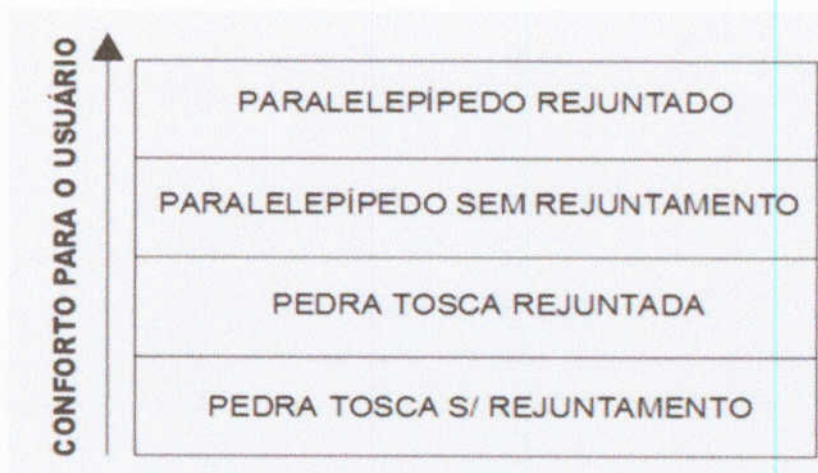 CONFORTO PARA O USUÁRIO
PARALELEPÍPEDO REJUNTADO
PARALELEPÍPEDO SEM REJUNTAMENTO
PEDRA TOSCA REJUNTADA
PEDRA TOSCA S/ REJUNTAMENTO